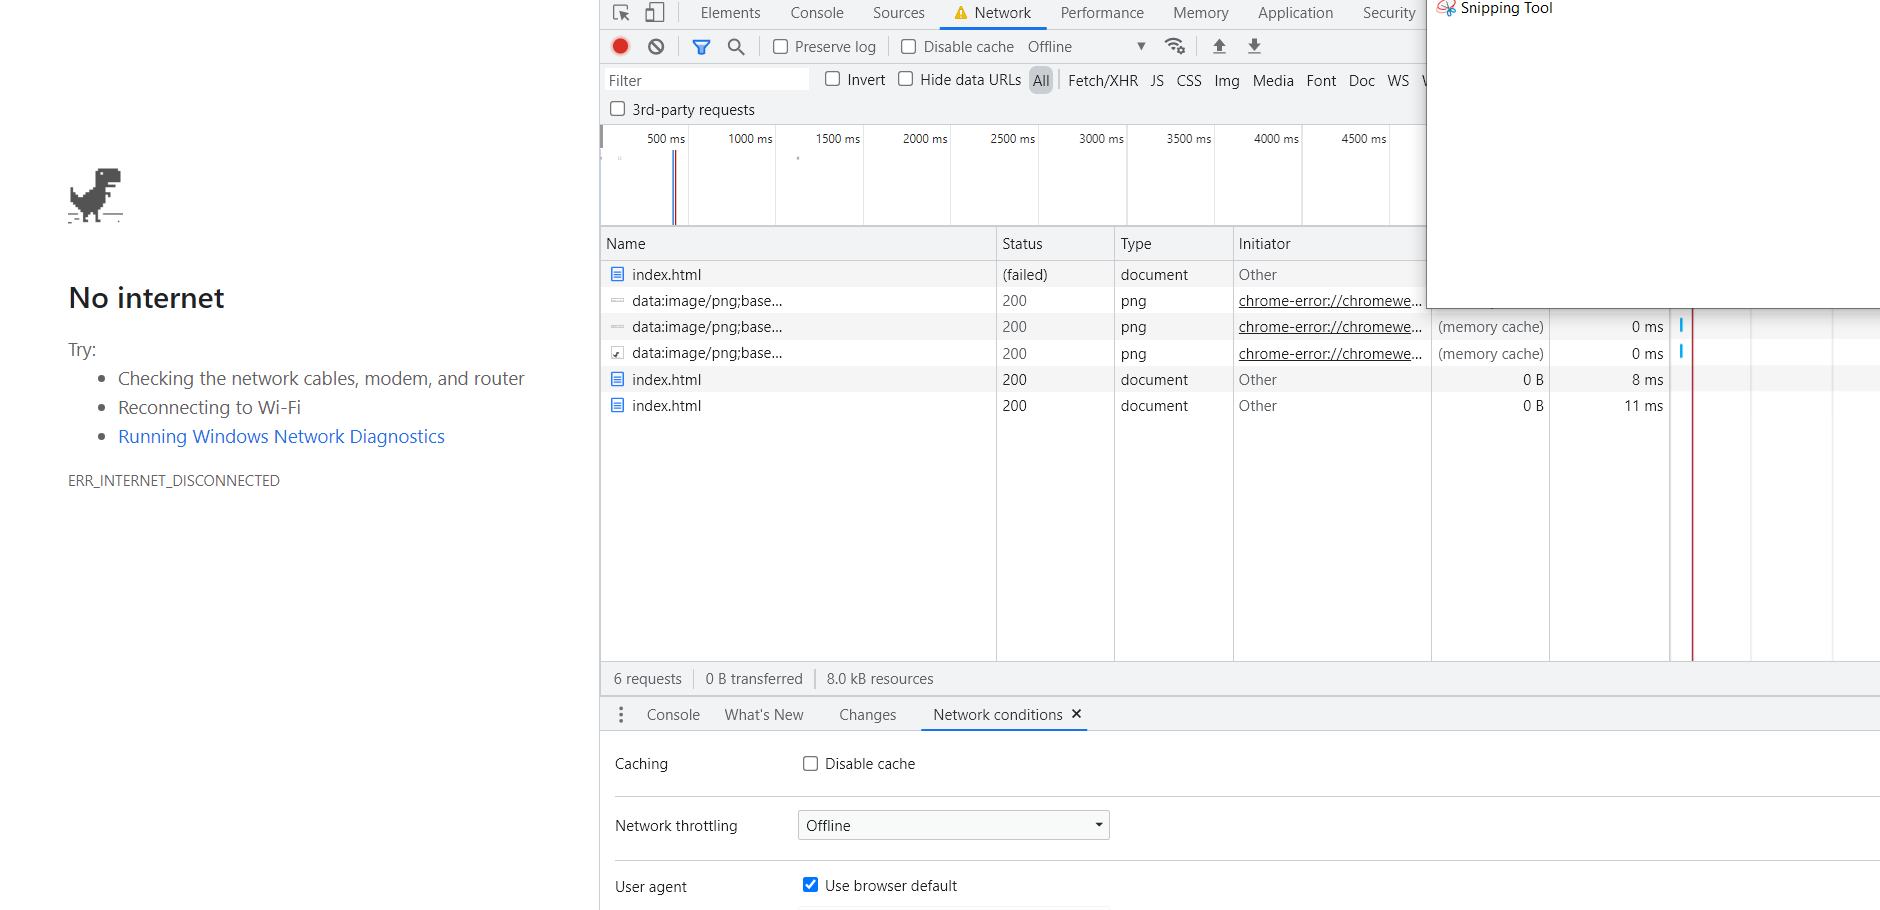 No internet
Try:
Checking the network cables, modem, and router
Reconnecting to Wi-Fi
Running Windows Network Diagnostics
ERR_INTERNET_DISCONNECTED
Elements Console Sources Network Performance Memory Application Security
Snipping Tool
Preserve log Disable cache Offline
Filter Invert Hide data URLs All Fetch/XHR JS CSS Img Media Font Doc WS
3rd-party requests
500 ms 1000 ms 1500 ms 2000 ms 2500 ms 3000 ms 3500 ms 4000 ms 4500 ms
Name Status Type Initiator
index.html (failed) document Other
data:image/png;base... 200 png chrome-error://chromewe...
data:image/png;base... 200 png chrome-error://chromewe... (memory cache) 0 ms
data:image/png;base... 200 png chrome-error://chromewe... (memory cache) 0 ms
index.html 200 document Other 0 B 8 ms
index.html 200 document Other 0 B 11 ms
6 requests 0 B transferred 8.0 kB resources
Console What's New Changes Network conditions
Caching Disable cache
Network throttling Offline
User agent Use browser default